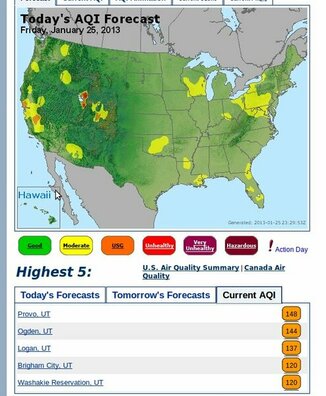 Today's AQI Forecast
Friday, January 25, 2013
Hawaii
Generated: 2013-01-25 23:29:53Z
Good
Moderate
USG
Unhealthy
Very
Unhealthy
Hazardous
! Action Day
Highest 5:
U.S. Air Quality Summary | Canada Air
Quality
Today's Forecasts
Tomorrow's Forecasts
Current AQI
Provo, UT 148
Ogden, UT 144
Logan, UT 137
Brigham City, UT 120
Washakie Reservation, UT 120